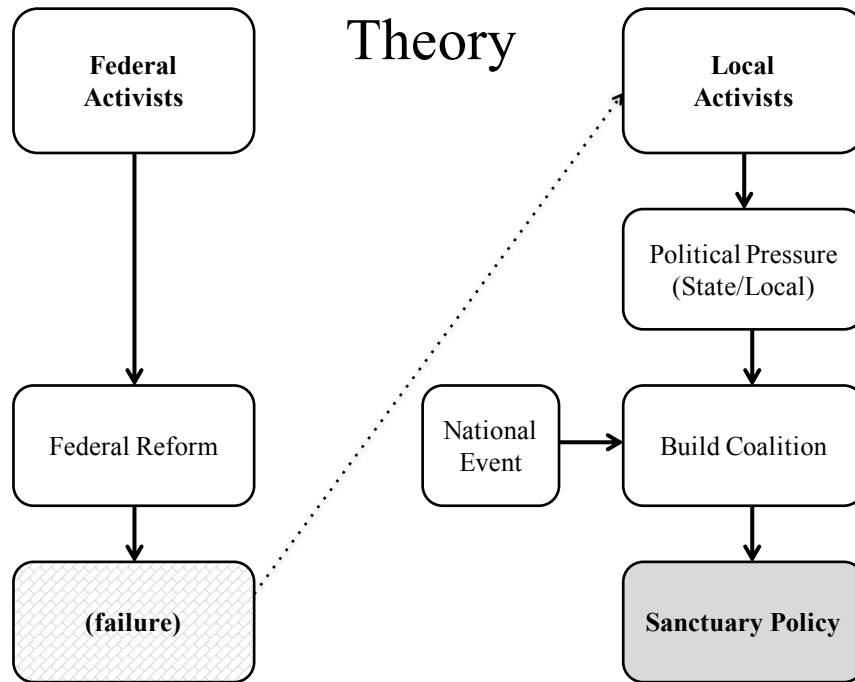 Theory
Federal
Activists
Local
Activists
Political Pressure
(State/Local)
Federal Reform
National
Event
Build Coalition
(failure)
Sanctuary Policy